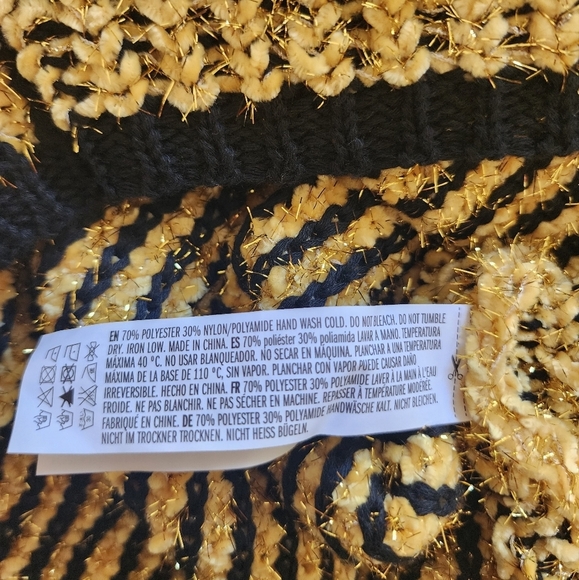 EN 70% POLYESTER 30% NYLON/POLYAMIDE HAND WASH COLD. DO NOT BLEACH. DO NOT TUMBLE
DRY. IRON LOW. MADE IN CHINA. ES 70% poliéster 30% poliamida LAVAR A MANO. TEMPERATURA
MÁXIMA 40 °C. NO USAR BLANQUEADOR. NO SECAR EN MÁQUINA. PLANCHAR A UNA TEMPERATURA
MÁXIMA DE LA BASE DE 110 °C, SIN VAPOR. PLANCHAR CON VAPOR PUEDE CAUSAR DAÑO
IRREVERSIBLE. HECHO EN CHINA. FR 70% POLYESTER 30% POLYAMIDE LAVER À LA MAIN À L'EAU
FROIDE. NE PAS BLANCHIR. NE PAS SÉCHER EN MACHINE. REPASSER À TEMPÉRATURE MODÉRÉE.
FABRIQUÉ EN CHINE. DE 70% POLYESTER 30% POLYAMIDE HANDWÄSCHE KALT. NICHT BLEICHEN.
NICHT IM TROCKNER TROCKNEN. NICHT HEISS BÜGELN.